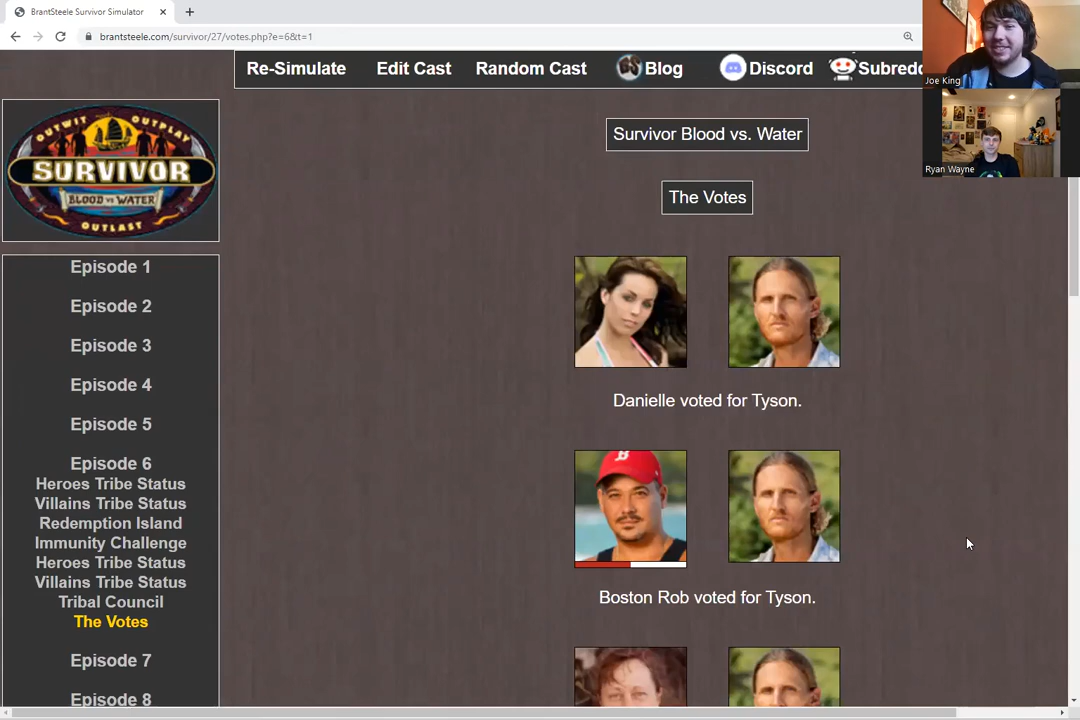 BrantSteele Survivor Simulator
brantsteele.com/survivor/27/votes.php?e=6&t=1
Re-Simulate Edit Cast Random Cast Blog Discord Subredd
Joe King
Ryan Wayne
OUTWIT OUTPLAY
SURVIVOR
BLOOD vs WATER
OUTLAST
Survivor Blood vs. Water
The Votes
Episode 1
Episode 2
Episode 3
Episode 4
Episode 5
Episode 6
Heroes Tribe Status
Villains Tribe Status
Redemption Island
Immunity Challenge
Heroes Tribe Status
Villains Tribe Status
Tribal Council
The Votes
Episode 7
Episode 8
Danielle voted for Tyson.
B
Boston Rob voted for Tyson.